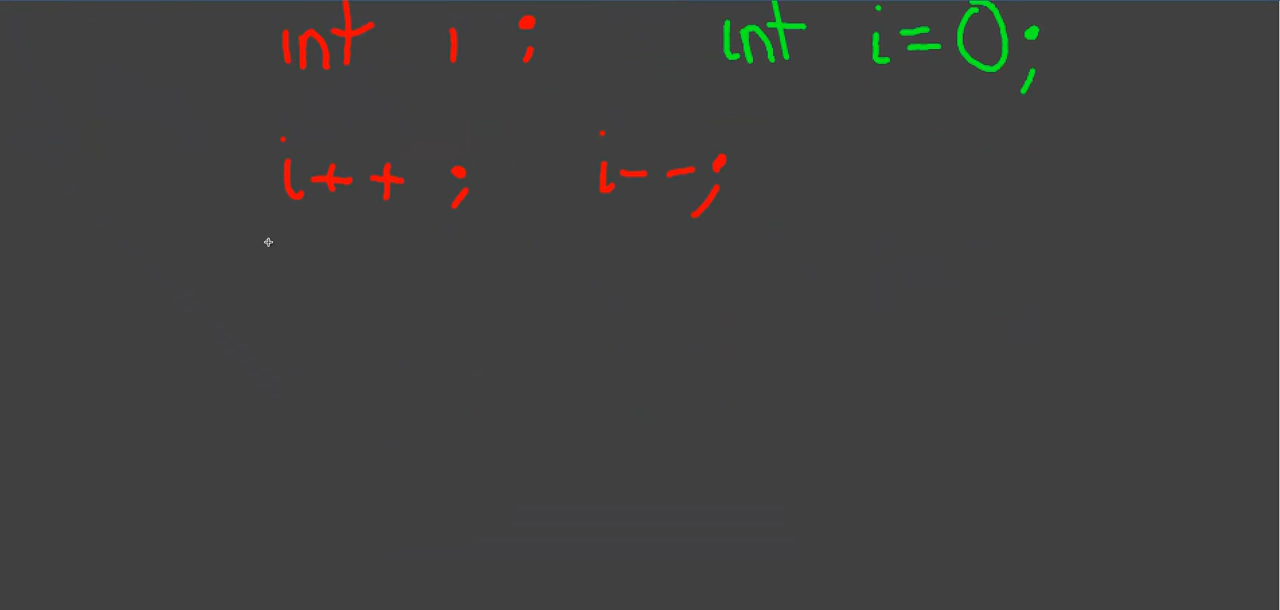 int i; int i=0;
i++; i--;